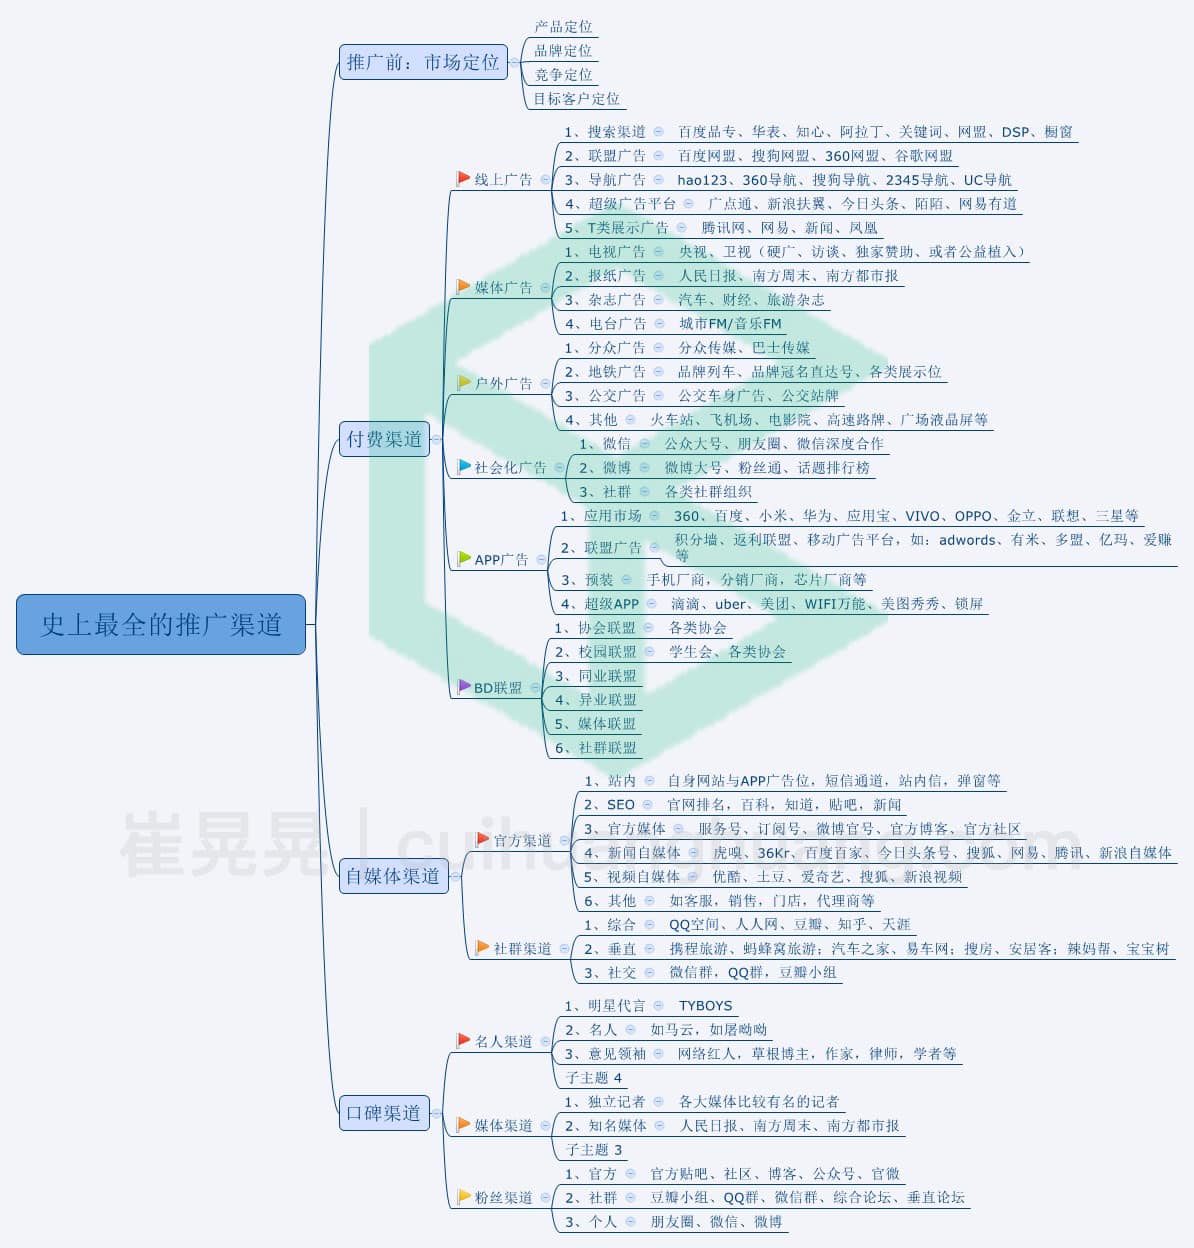 史上最全的推广渠道
推广前：市场定位
产品定位
品牌定位
竞争定位
目标客户定位
付费渠道
线上广告
1、搜索渠道 百度品专、华表、知心、阿拉丁、关键词、网盟、DSP、橱窗
2、联盟广告 百度网盟、搜狗网盟、360网盟、谷歌网盟
3、导航广告 hao123、360导航、搜狗导航、2345导航、UC导航
4、超级广告平台 广点通、新浪扶翼、今日头条、陌陌、网易有道
5、T类展示广告 腾讯网、网易、新闻、凤凰
媒体广告
1、电视广告 央视、卫视（硬广、访谈、独家赞助、或者公益植入）
2、报纸广告 人民日报、南方周末、南方都市报
3、杂志广告 汽车、财经、旅游杂志
4、电台广告 城市FM/音乐FM
户外广告
1、分众广告 分众传媒、巴士传媒
2、地铁广告 品牌列车、品牌冠名直达号、各类展示位
3、公交广告 公交车身广告、公交站牌
4、其他 火车站、飞机场、电影院、高速路牌、广场液晶屏等
社会化广告
1、微信 公众大号、朋友圈、微信深度合作
2、微博 微博大号、粉丝通、话题排行榜
3、社群 各类社群组织
APP广告
1、应用市场 360、百度、小米、华为、应用宝、VIVO、OPPO、金立、联想、三星等
2、联盟广告 积分墙、返利联盟、移动广告平台，如：adwords、有米、多盟、亿玛、爱赚
等
3、预装 手机厂商，分销厂商，芯片厂商等
4、超级APP 滴滴、uber、美团、WIFI万能、美图秀秀、锁屏
BD联盟
1、协会联盟 各类协会
2、校园联盟 学生会、各类协会
3、同业联盟
4、异业联盟
5、媒体联盟
6、社群联盟
自媒体渠道
官方渠道
1、站内 自身网站与APP广告位，短信通道，站内信，弹窗等
2、SEO 官网排名，百科，知道，贴吧，新闻
3、官方媒体 服务号、订阅号、微博官号、官方博客、官方社区
4、新闻自媒体 虎嗅、36Kr、百度百家、今日头条号、搜狐、网易、腾讯、新浪自媒体
5、视频自媒体 优酷、土豆、爱奇艺、搜狐、新浪视频
6、其他 如客服，销售，门店，代理商等
社群渠道
1、综合 QQ空间、人人网、豆瓣、知乎、天涯
2、垂直 携程旅游、蚂蜂窝旅游；汽车之家、易车网；搜房、安居客；辣妈帮、宝宝树
3、社交 微信群，QQ群，豆瓣小组
口碑渠道
名人渠道
1、明星代言 TYBOYS
2、名人 如马云，如屠呦呦
3、意见领袖 网络红人，草根博主，作家，律师，学者等
子主题 4
媒体渠道
1、独立记者 各大媒体比较有名的记者
2、知名媒体 人民日报、南方周末、南方都市报
子主题 3
粉丝渠道
1、官方 官方贴吧、社区、博客、公众号、官微
2、社群 豆瓣小组、QQ群、微信群、综合论坛、垂直论坛
3、个人 朋友圈、微信、微博
崔晃晃 | cuihuanghuang.com